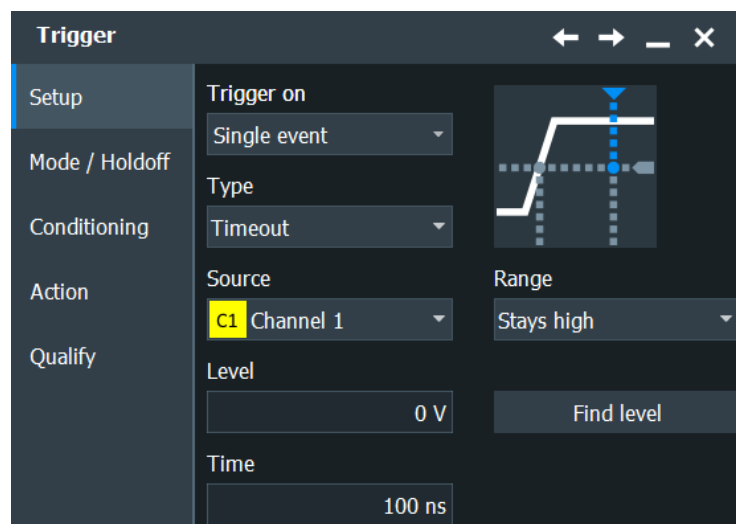 Trigger
Setup
Mode / Holdoff
Conditioning
Action
Qualify
Trigger on
Single event
Type
Timeout
Source
C1 Channel 1
Range
Stays high
Level
0 V
Find level
Time
100 ns